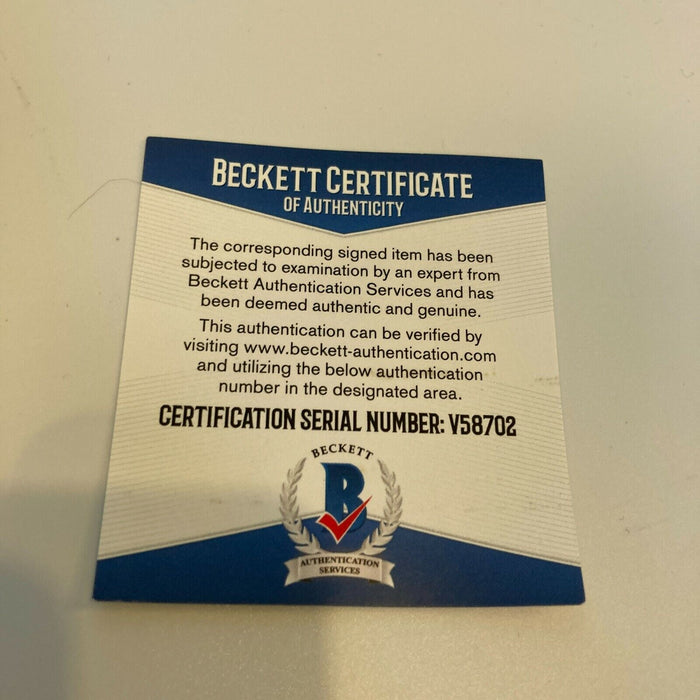 BECKETT CERTIFICATE
OF AUTHENTICITY
The corresponding signed item has been
subjected to examination by an expert from
Beckett Authentication Services and has
been deemed authentic and genuine.
This authentication can be verified by
visiting www.beckett-authentication.com
and utilizing the below authentication
number in the designated area.
CERTIFICATION SERIAL NUMBER: V58702
BECKETT
B
AUTHENTICATION
SERVICES